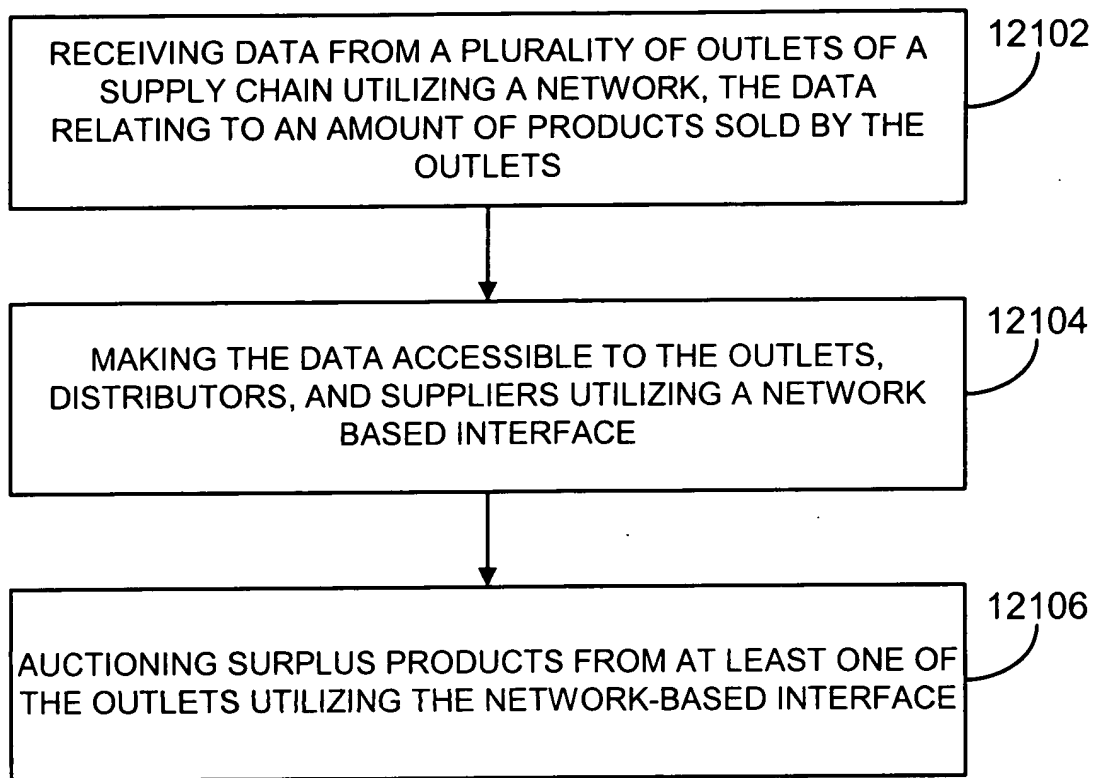 RECEIVING DATA FROM A PLURALITY OF OUTLETS OF A
SUPPLY CHAIN UTILIZING A NETWORK, THE DATA
RELATING TO AN AMOUNT OF PRODUCTS SOLD BY THE
OUTLETS
12102
MAKING THE DATA ACCESSIBLE TO THE OUTLETS,
DISTRIBUTORS, AND SUPPLIERS UTILIZING A NETWORK
BASED INTERFACE
12104
AUCTIONING SURPLUS PRODUCTS FROM AT LEAST ONE OF
THE OUTLETS UTILIZING THE NETWORK-BASED INTERFACE
12106